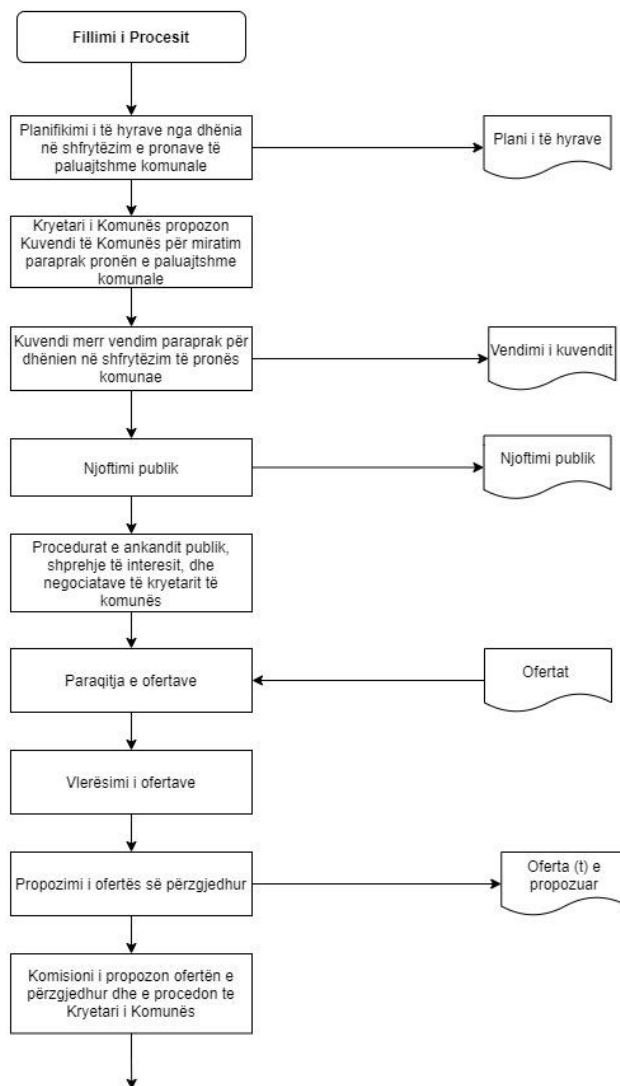 Fillimi i Procesit
Planifikimi i të hyrave nga dhënia
në shfrytëzim e pronave të
paluajtshme komunale
Plani i të hyrave
Kryetari i Komunës propozon
Kuvendi të Komunës për miratim
paraprak pronën e paluajtshme
komunale
Kuvendi merr vendim paraprak për
dhënien në shfrytëzim të pronës
komunae
Vendimi i kuvendit
Njoftimi publik
Njoftimi publik
Procedurat e ankandit publik,
shprehje të interesit, dhe
negociatave të kryetarit të
komunës
Paraqitja e ofertave
Ofertat
Vlerësimi i ofertave
Propozimi i ofertës së përzgjedhur
Oferta (t) e
propozuar
Komisioni i propozon ofertën e
përzgjedhur dhe e procedon te
Kryetari i Komunës